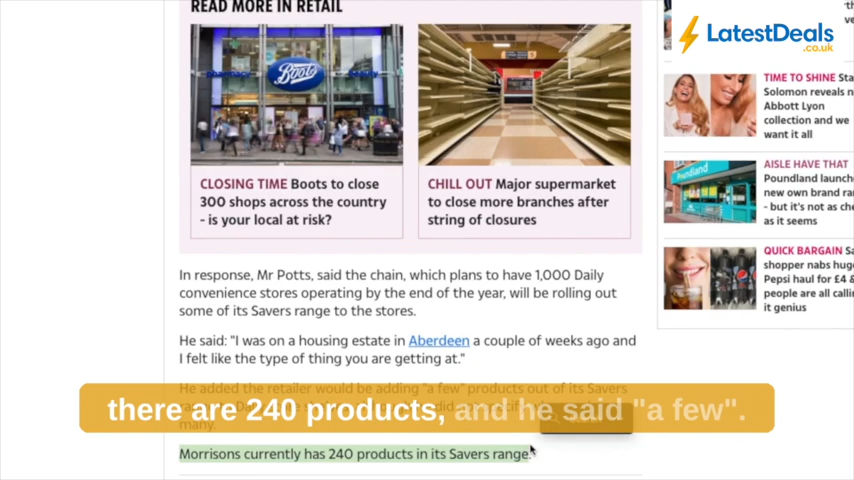 READ MORE IN RETAIL
LatestDeals
.co.uk
Boots
pharmacy
CLOSING TIME Boots to close
300 shops across the country
- is your local at risk?
CHILL OUT Major supermarket
to close more branches after
string of closures
TIME TO SHINE Sta
Solomon reveals n
Abbott Lyon
collection and we
want it all
Poundland
AISLE HAVE THAT
Poundland launch
new own brand ra
- but it's not as che
as it seems
QUICK BARGAIN Sa
shopper nabs hug
Pepsi haul for £4 &
people are all callin
it genius
In response, Mr Potts, said the chain, which plans to have 1,000 Daily
convenience stores operating by the end of the year, will be rolling out
some of its Savers range to the stores.
He said: "I was on a housing estate in Aberdeen a couple of weeks ago and
I felt like the type of thing you are getting at."
He added the retailer would be adding "a few" products out of its Savers
many.
there are 240 products, and he said "a few".
Morrisons currently has 240 products in its Savers range.